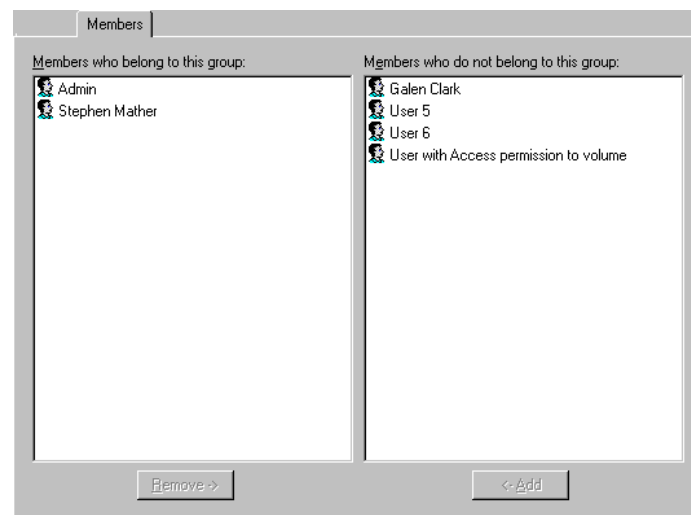 Members
Members who belong to this group:
Admin
Stephen Mather
Remove ->
Members who do not belong to this group:
Galen Clark
User 5
User 6
User with Access permission to volume
<- Add